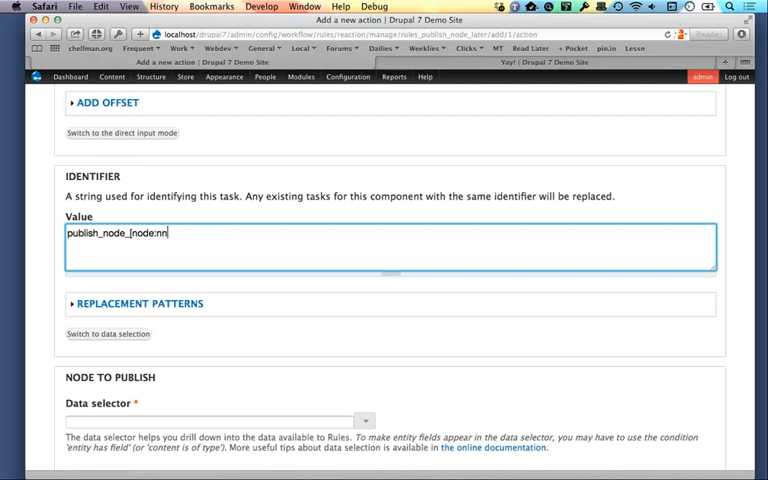 Safari File Edit View History Bookmarks Develop Window Help Debug
Add a new action | Drupal 7 Demo Site
localhost/drupal7/admin/config/workflow/rules/reaction/manage/rules_publish_node_later/add/1/action
Reader
chellman.org Frequent Work Webdev General Local Forums Dailies Weeklies Clicks MT Read Later + Pocket pin.in Lessn
Add a new action | Drupal 7 Demo Site Yay! | Drupal 7 Demo Site
Dashboard Content Structure Store Appearance People Modules Configuration Reports Help admin Log out
ADD OFFSET
Switch to the direct input mode
IDENTIFIER
A string used for identifying this task. Any existing tasks for this component with the same identifier will be replaced.
Value
publish_node_[node:nn
REPLACEMENT PATTERNS
Switch to data selection
NODE TO PUBLISH
Data selector *
The data selector helps you drill down into the data available to Rules. To make entity fields appear in the data selector, you may have to use the condition
'entity has field' (or 'content is of type'). More useful tips about data selection is available in the online documentation.